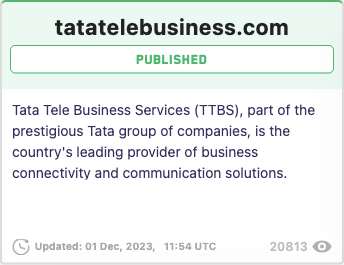 tatatelebusiness.com
PUBLISHED
Tata Tele Business Services (TTBS), part of the
prestigious Tata group of companies, is the
country's leading provider of business
connectivity and communication solutions.
Updated: 01 Dec, 2023, 11:54 UTC
20813